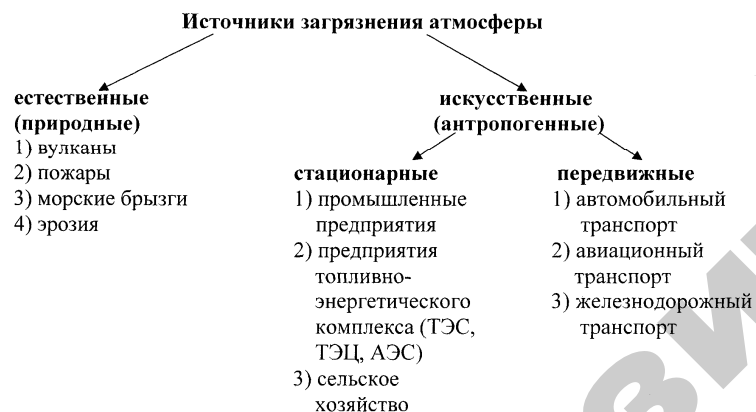 Источники загрязнения атмосферы
естественные
(природные)
1) вулканы
2) пожары
3) морские брызги
4) эрозия
искусственные
(антропогенные)
стационарные
1) промышленные
предприятия
2) предприятия
топливно-
энергетического
комплекса (ТЭС,
ТЭЦ, АЭС)
3) сельское
хозяйство
передвижные
1) автомобильный
транспорт
2) авиационный
транспорт
3) железнодорожный
транспорт